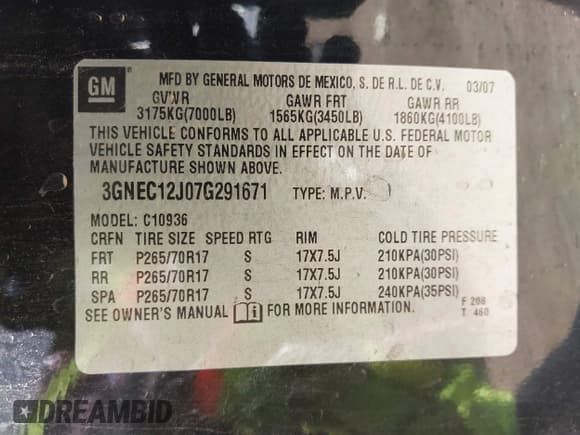 GM
MFD BY GENERAL MOTORS DE MEXICO, S. DE R.L. DE C.V. 03/07
GVWR GAWR FRT GAWR RR
3175KG(7000LB) 1565KG(3450LB) 1860KG(4100LB)
THIS VEHICLE CONFORMS TO ALL APPLICABLE U.S. FEDERAL MOTOR
VEHICLE SAFETY STANDARDS IN EFFECT ON THE DATE OF
MANUFACTURE SHOWN ABOVE.
3GNEC12J07G291671 TYPE: M.P.V.
MODEL: C10936
CRFN TIRE SIZE SPEED RTG RIM COLD TIRE PRESSURE
FRT P265/70R17 S 17X7.5J 210KPA(30PSI)
RR P265/70R17 S 17X7.5J 210KPA(30PSI)
SPA P265/70R17 S 17X7.5J 240KPA(35PSI)
SEE OWNER'S MANUAL FOR MORE INFORMATION.
F 208
T 460
DREAMBID